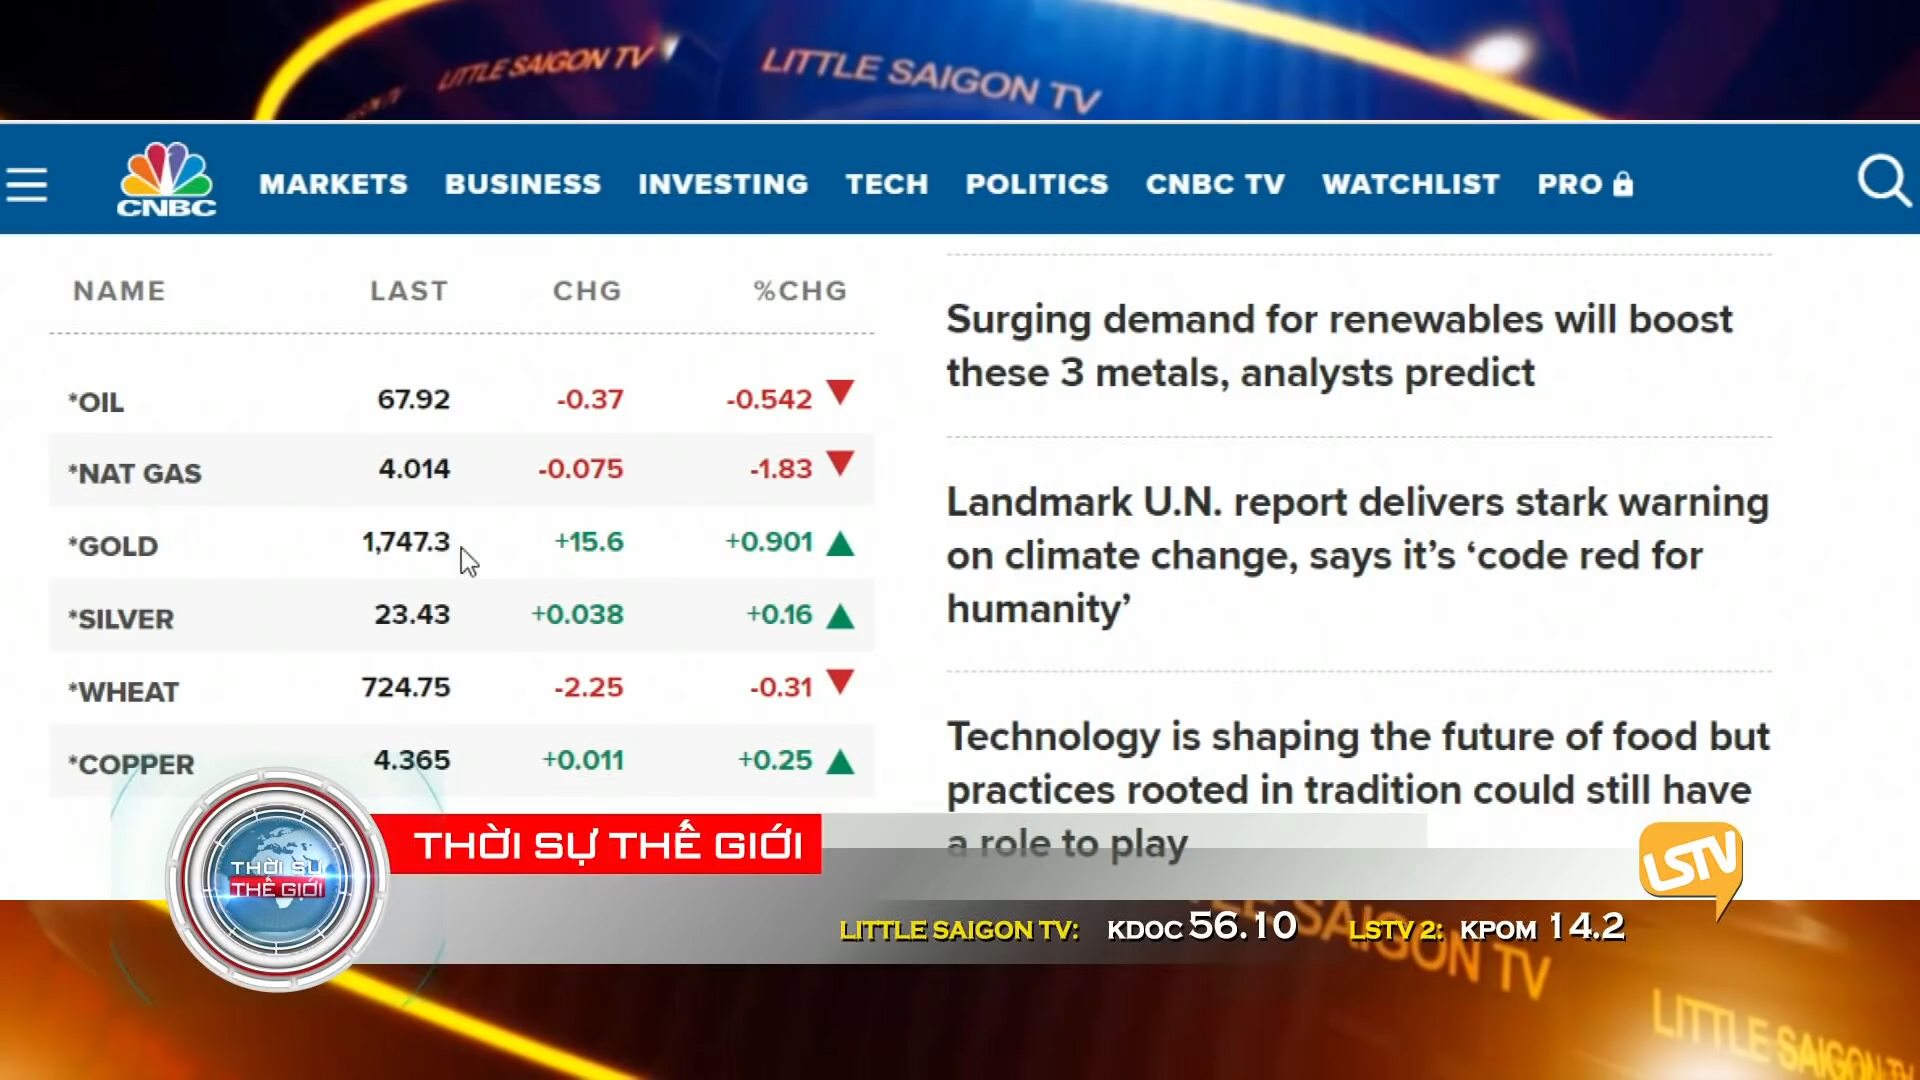 LITTLE SAIGON TV
LITTLE SAIGON TV
CNBC
MARKETS BUSINESS INVESTING TECH POLITICS CNBC TV WATCHLIST PRO
NAME LAST CHG %CHG
*OIL 67.92 -0.37 -0.542
*NAT GAS 4.014 -0.075 -1.83
*GOLD 1,747.3 +15.6 +0.901
*SILVER 23.43 +0.038 +0.16
*WHEAT 724.75 -2.25 -0.31
*COPPER 4.365 +0.011 +0.25
Surging demand for renewables will boost
these 3 metals, analysts predict
Landmark U.N. report delivers stark warning
on climate change, says it’s ‘code red for
humanity’
Technology is shaping the future of food but
practices rooted in tradition could still have
a role to play
THỜI SỰ THẾ GIỚI
THỜI SỰ
THẾ GIỚI
LSTV
LITTLE SAIGON TV: KDOC 56.10 LSTV 2: KPOM 14.2
SAIGON TV
LITTLE SAIGON TV